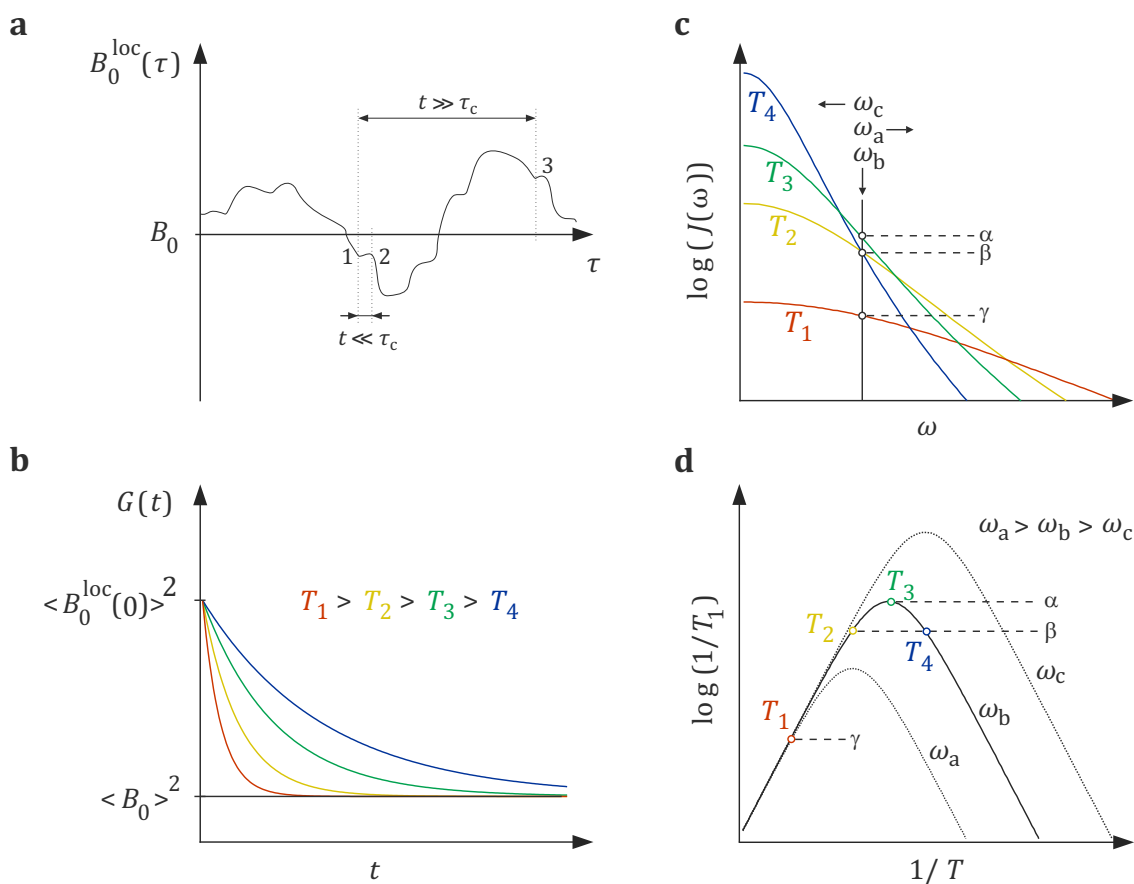 a
B₀ˡᵒᶜ(τ)
t ≫ τc
3
B₀
1 2
τ
t ≪ τc
b
G(t)
<B₀ˡᵒᶜ(0)>²
T₁ > T₂ > T₃ > T₄
<B₀>²
t
c
T₄
ωc
ωa
ωb
T₃
T₂
α
β
log (J(ω))
T₁
γ
ω
d
ωa > ωb > ωc
T₃
α
T₂
β
T₄
log (1/T₁)
ωc
T₁
γ
ωb
ωa
1/ T